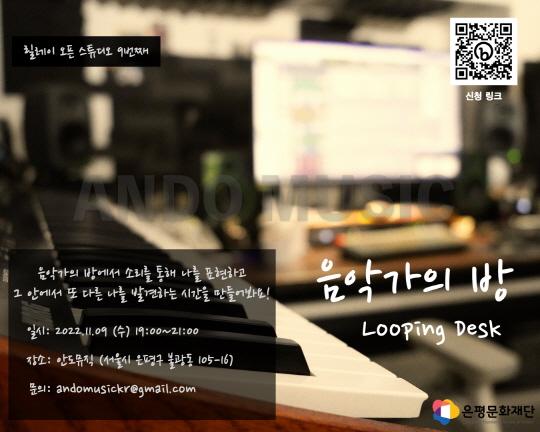 릴레이 오픈 스튜디오 9번째
신청 링크
ANDO MUSIC
음악가의 방에서 소리를 통해 나를 표현하고
그 안에서 또 다른 나를 발견하는 시간을 만들어봐요!
일시: 2022.11.09 (수) 19:00~21:00
장소: 안도뮤직 (서울시 은평구 불광동 105-16)
문의: andomusickr@gmail.com
음악가의 방
Looping Desk
은평문화재단